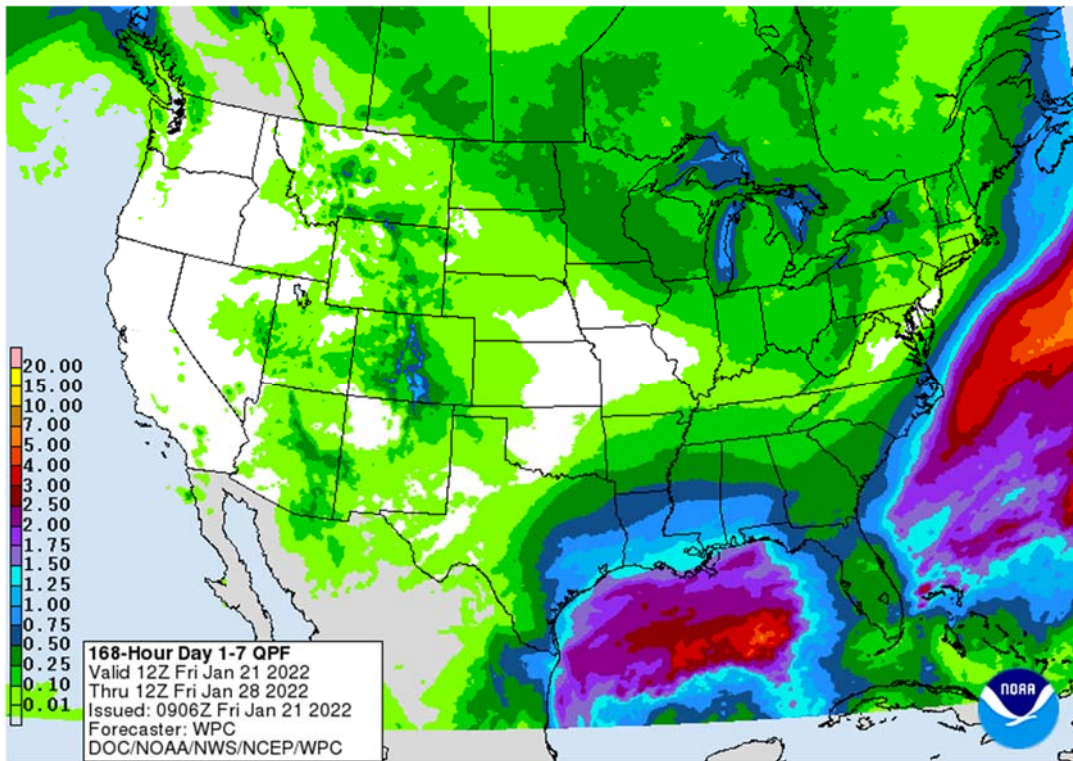 20.00
15.00
10.00
7.00
5.00
4.00
3.00
2.50
2.00
1.75
1.50
1.25
1.00
0.75
0.50
0.25
0.10
0.01
168-Hour Day 1-7 QPF
Valid 12Z Fri Jan 21 2022
Thru 12Z Fri Jan 28 2022
Issued: 0906Z Fri Jan 21 2022
Forecaster: WPC
DOC/NOAA/NWS/NCEP/WPC
NOAA